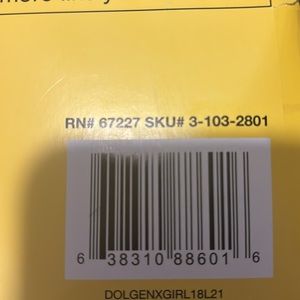 RN# 67227 SKU# 3-103-2801
6 38310 88601 6
DOLGENXGIRL18L21